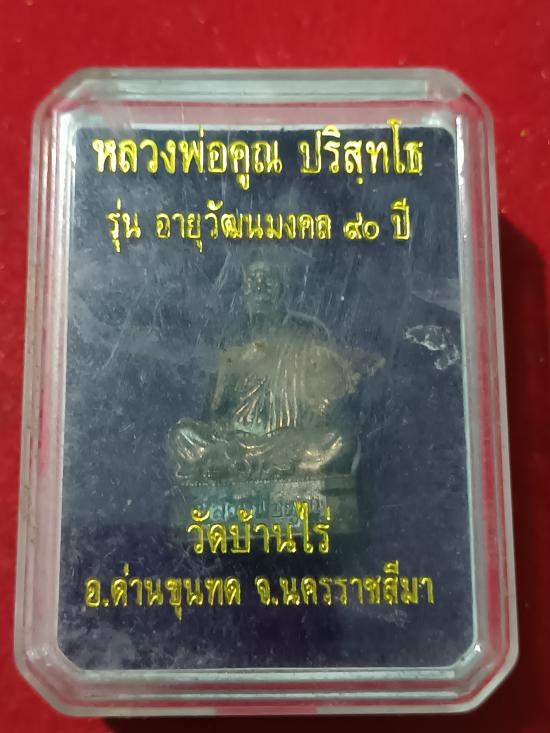 หลวงพ่อคูณ ปริสุทโธ
รุ่น อายุวัฒนมงคล ๙๐ ปี
วัดบ้านไร่
อ.ด่านขุนทด จ.นครราชสีมา